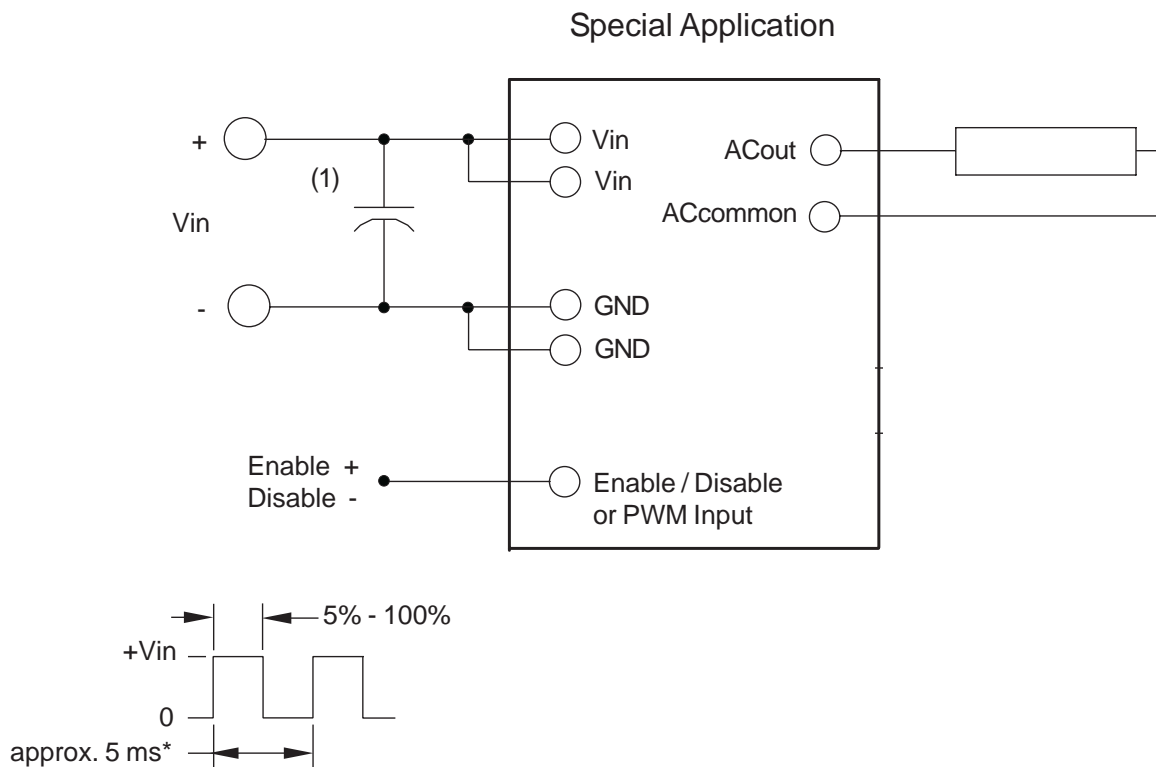 Special Application
+
Vin
-
(1)
Vin
Vin
GND
GND
ACout
ACcommon
Enable +
Disable -
Enable / Disable
or PWM Input
5% - 100%
+Vin
0
approx. 5 ms*